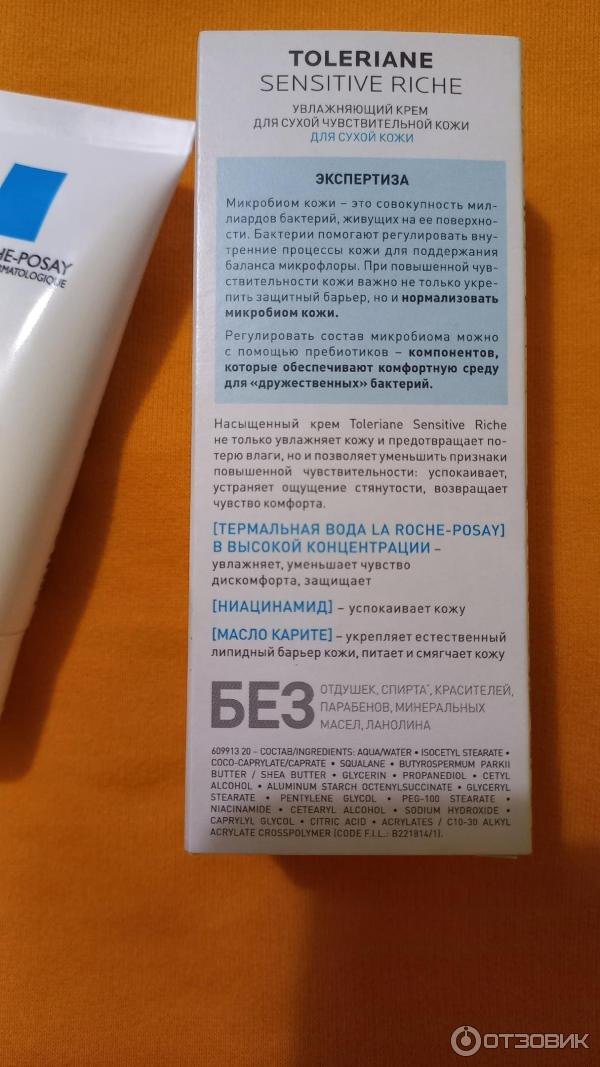 HE-POSAY
RMATOLOGIQUE
TOLERIANE
SENSITIVE RICHE
УВЛАЖНЯЮЩИЙ КРЕМ
ДЛЯ СУХОЙ ЧУВСТВИТЕЛЬНОЙ КОЖИ
ДЛЯ СУХОЙ КОЖИ
ЭКСПЕРТИЗА
Микробиом кожи – это совокупность мил-
лиардов бактерий, живущих на ее поверхно-
сти. Бактерии помогают регулировать вну-
тренние процессы кожи для поддержания
баланса микрофлоры. При повышенной чув-
ствительности кожи важно не только укре-
пить защитный барьер, но и нормализовать
микробиом кожи.
Регулировать состав микробиома можно
с помощью пребиотиков – компонентов,
которые обеспечивают комфортную среду
для «дружественных» бактерий.
Насыщенный крем Toleriane Sensitive Riche
не только увлажняет кожу и предотвращает по-
терю влаги, но и позволяет уменьшить признаки
повышенной чувствительности: успокаивает,
устраняет ощущение стянутости, возвращает
чувство комфорта.
[ТЕРМАЛЬНАЯ ВОДА LA ROCHE-POSAY]
В ВЫСОКОЙ КОНЦЕНТРАЦИИ –
увлажняет, уменьшает чувство
дискомфорта, защищает
[НИАЦИНАМИД] – успокаивает кожу
[МАСЛО КАРИТЕ] – укрепляет естественный
липидный барьер кожи, питает и смягчает кожу
БЕЗ ОТДУШЕК, СПИРТА*, КРАСИТЕЛЕЙ,
ПАРАБЕНОВ, МИНЕРАЛЬНЫХ
МАСЕЛ, ЛАНОЛИНА
609913 20 – СОСТАВ/INGREDIENTS: AQUA/WATER • ISOCETYL STEARATE •
COCO-CAPRYLATE/CAPRATE • SQUALANE • BUTYROSPERMUM PARKII
BUTTER / SHEA BUTTER • GLYCERIN • PROPANEDIOL • CETYL
ALCOHOL • ALUMINUM STARCH OCTENYLSUCCINATE • GLYCERYL
STEARATE • PENTYLENE GLYCOL • PEG-100 STEARATE •
NIACINAMIDE • CETEARYL ALCOHOL • SODIUM HYDROXIDE •
CAPRYLYL GLYCOL • CITRIC ACID • ACRYLATES / C10-30 ALKYL
ACRYLATE CROSSPOLYMER (CODE F.I.L.: B221814/1).
ОТЗОВИК